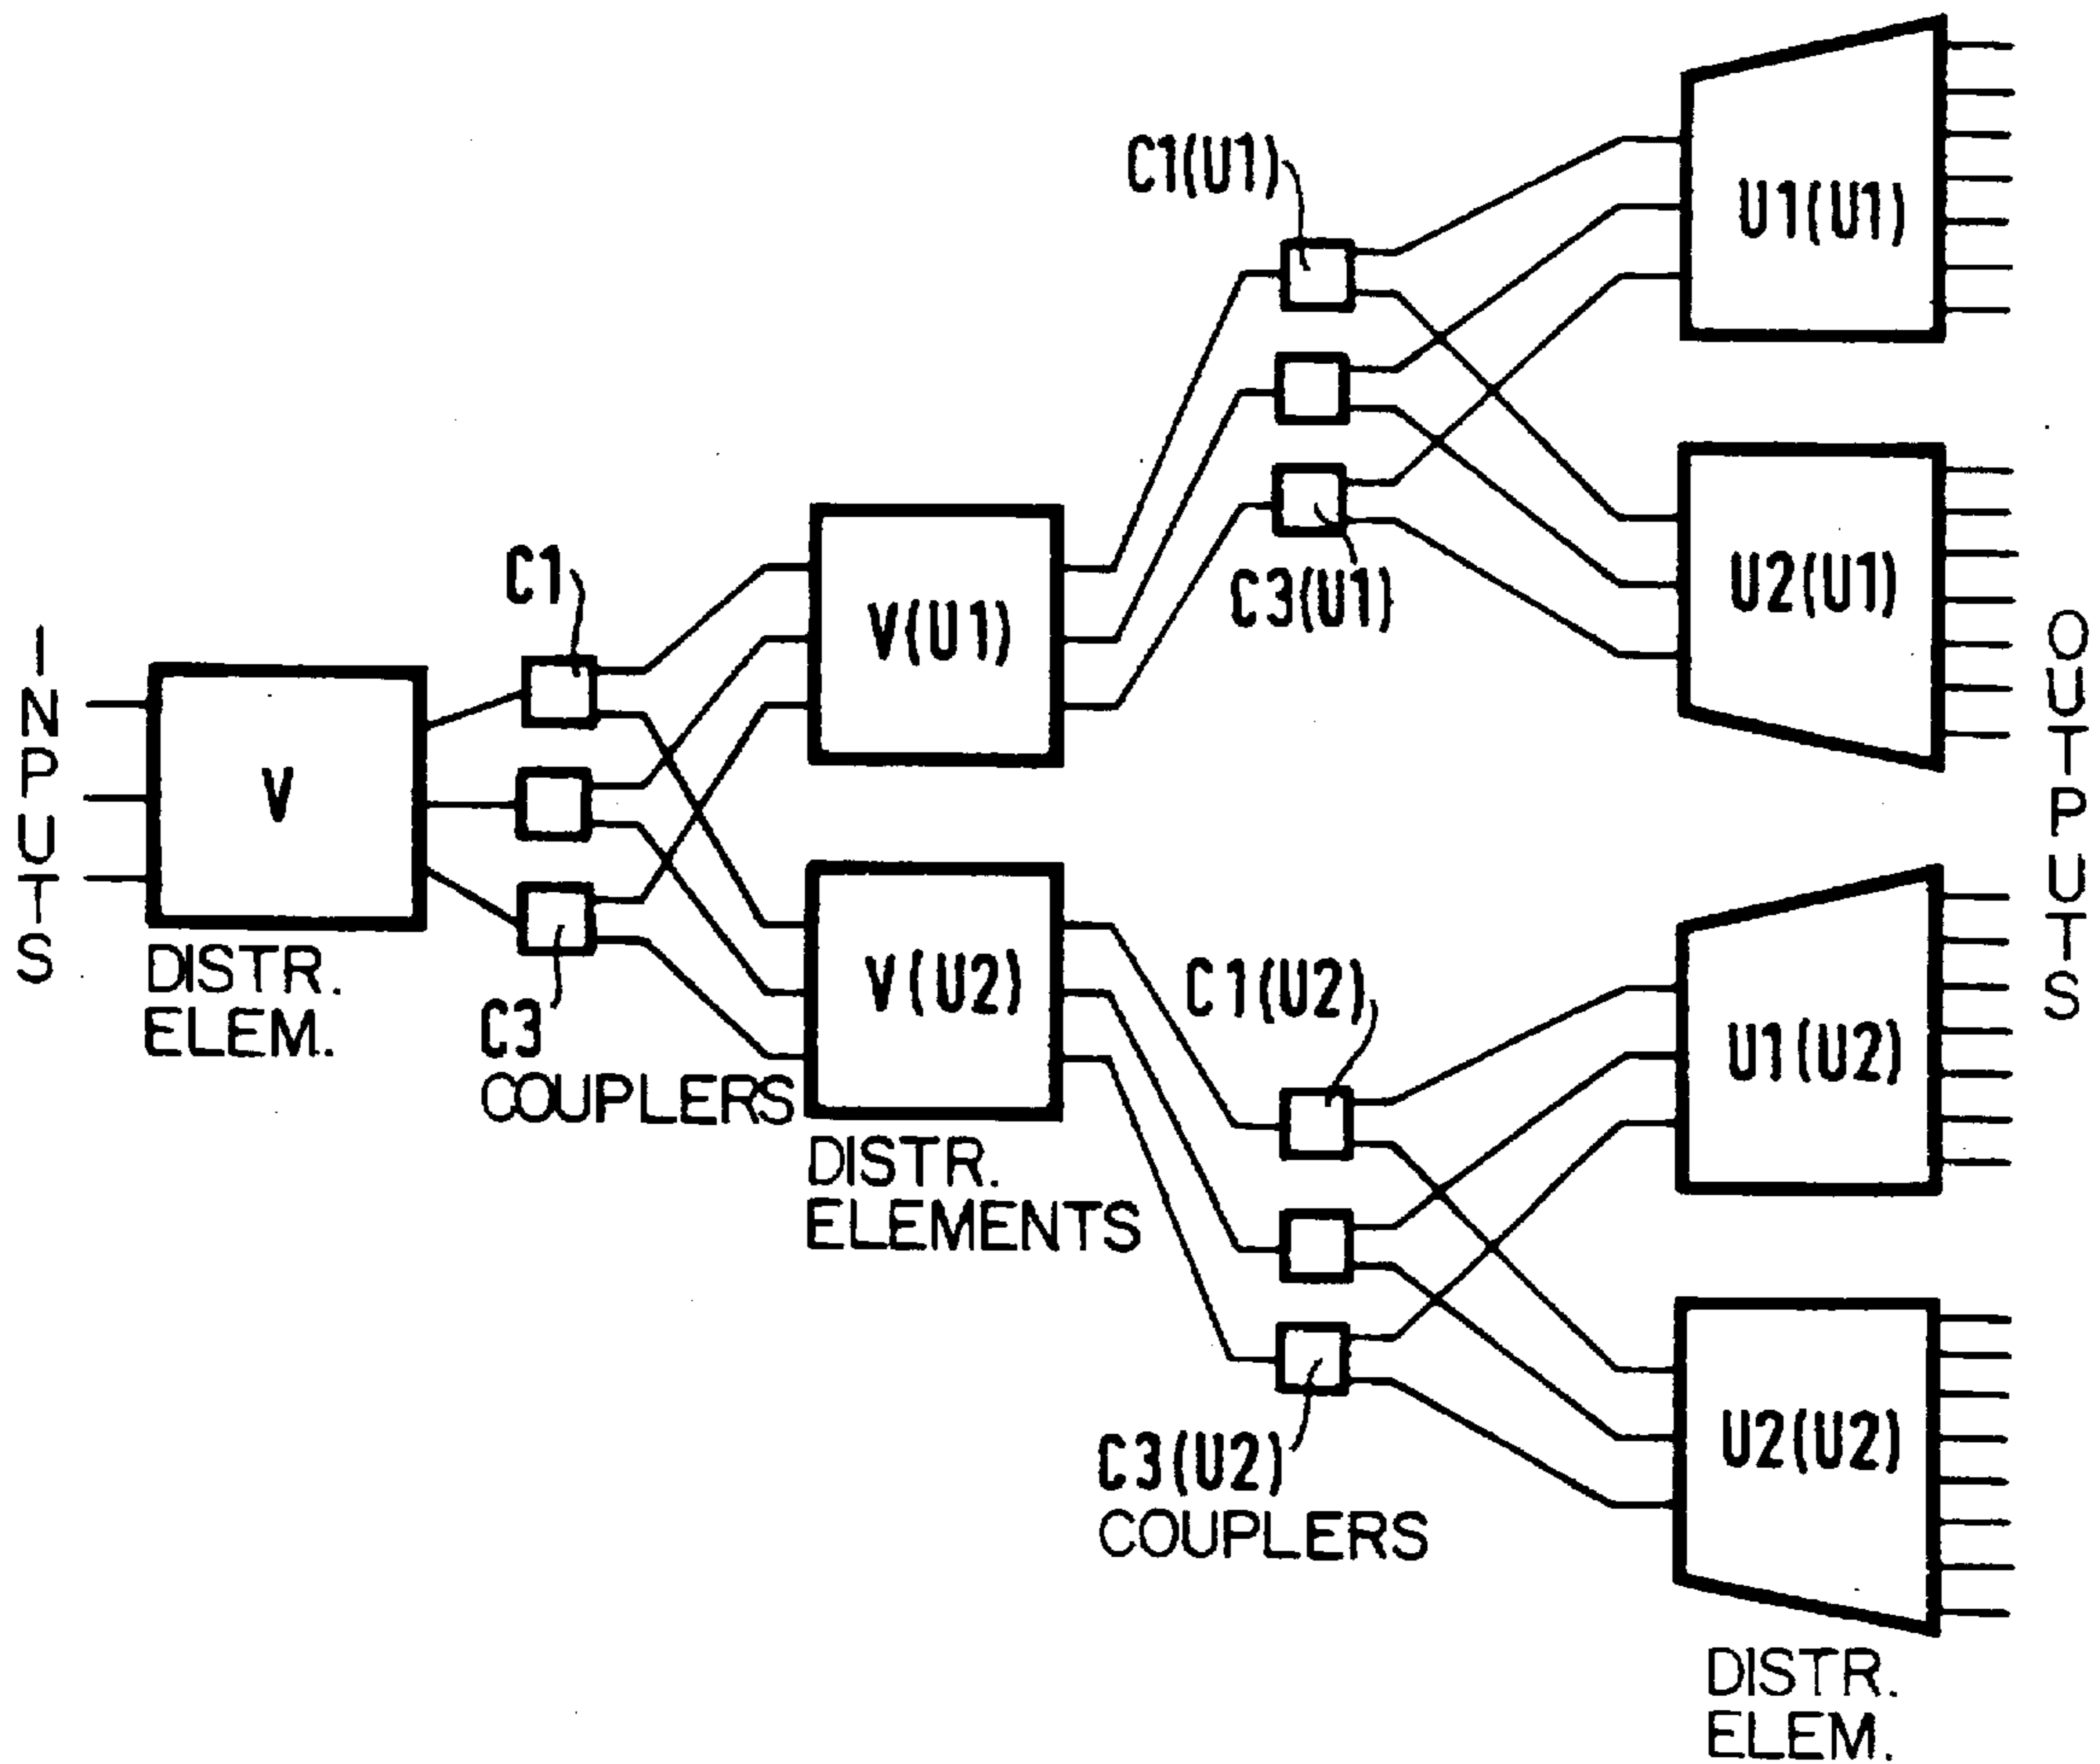 INPUTS
V
DISTR.
ELEM.
C1
C3
COUPLERS
V(U1)
V(U2)
DISTR.
ELEMENTS
C1(U1)
C3(U1)
C1(U2)
C3(U2)
COUPLERS
U1(U1)
U2(U1)
U1(U2)
U2(U2)
DISTR.
ELEM.
OUTPUTS